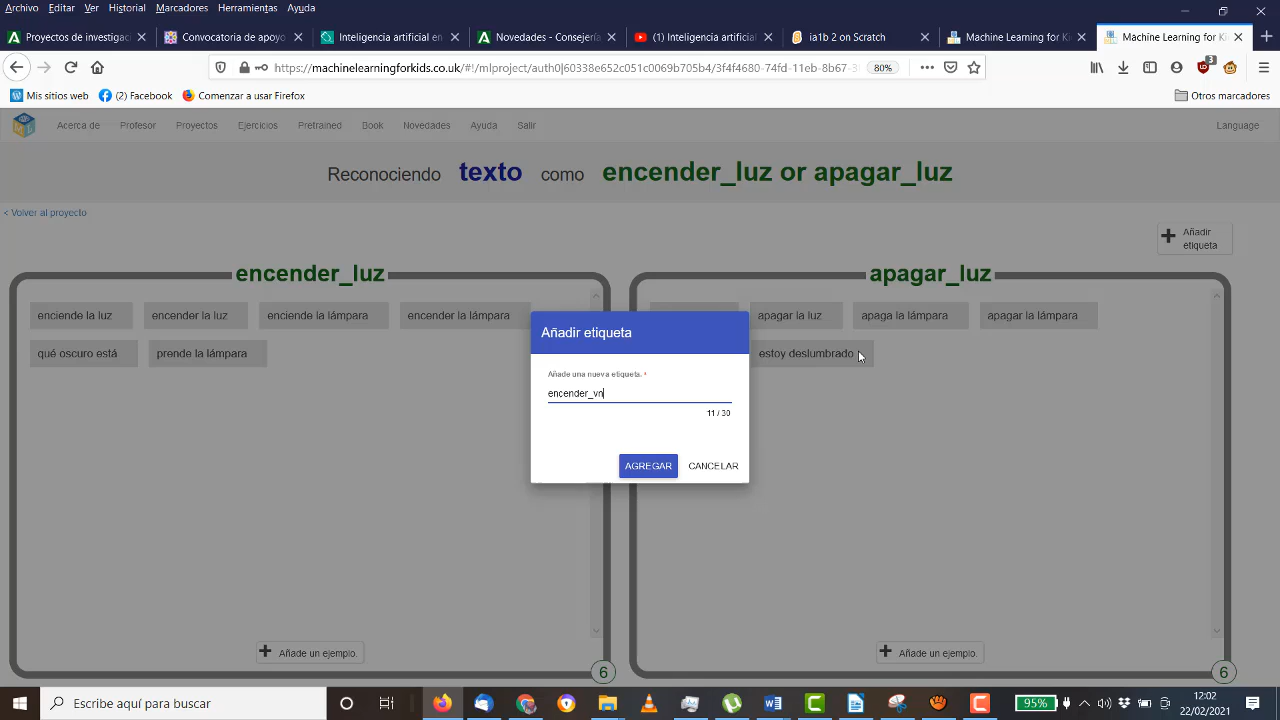 Archivo Editar Ver Historial Marcadores Herramientas Ayuda
Proyectos de investigac
Convocatoria de apoyo
Inteligencia artificial en
Novedades - Consejería
(1) Inteligencia artificial
ia1b 2 on Scratch
Machine Learning for Ki
Machine Learning for Ki
https://machinelearningforkids.co.uk/#!/mlproject/auth0|60338e652c051c0069b705b4/3f4f4680-74fd-11eb-8b67-3
80%
3
Mis sitios web
(2) Facebook
Comenzar a usar Firefox
Otros marcadores
Acerca de Profesor Proyectos Ejercicios Pretrained Book Novedades Ayuda Salir Language
Reconociendo texto como encender_luz or apagar_luz
< Volver al proyecto
Añadir
etiqueta
encender_luz
apagar_luz
enciende la luz
encender la luz
enciende la lámpara
encender la lámpara
apagar la luz
apaga la lámpara
apagar la lámpara
qué oscuro está
prende la lámpara
estoy deslumbrado
Añadir etiqueta
Añade una nueva etiqueta. *
encender_vn
11 / 30
AGREGAR
CANCELAR
Añade un ejemplo.
6
Añade un ejemplo.
6
Escribe aquí para buscar
95%
12:02
22/02/2021